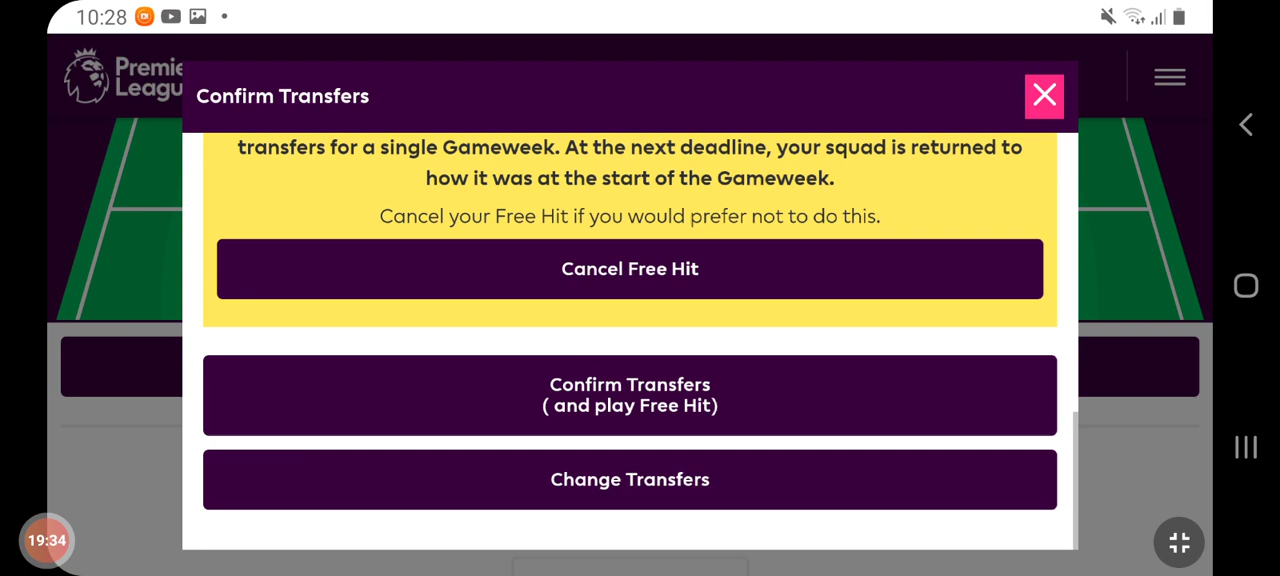 10:28
Premie
Leagu
Confirm Transfers
transfers for a single Gameweek. At the next deadline, your squad is returned to
how it was at the start of the Gameweek.
Cancel your Free Hit if you would prefer not to do this.
Cancel Free Hit
Confirm Transfers
( and play Free Hit)
Change Transfers
19:34